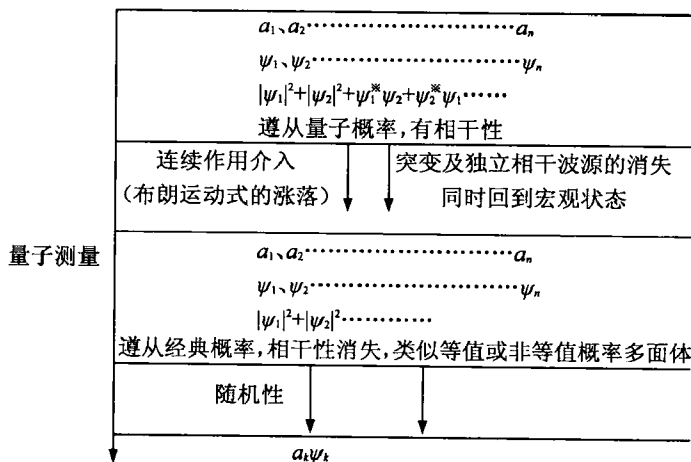 a₁、a₂⋯⋯⋯⋯⋯⋯⋯⋯aₙ
ψ₁、ψ₂⋯⋯⋯⋯⋯⋯⋯⋯ψₙ
|ψ₁|²+|ψ₂|²+ψ₁※ψ₂+ψ₂※ψ₁⋯⋯
遵从量子概率,有相干性
连续作用介入
(布朗运动式的涨落)
突变及独立相干波源的消失
同时回到宏观状态
量子测量
a₁、a₂⋯⋯⋯⋯⋯⋯⋯⋯aₙ
ψ₁、ψ₂⋯⋯⋯⋯⋯⋯⋯⋯ψₙ
|ψ₁|²+|ψ₂|²⋯⋯⋯⋯
遵从经典概率,相干性消失,类似等值或非等值概率多面体
随机性
aₖψₖ